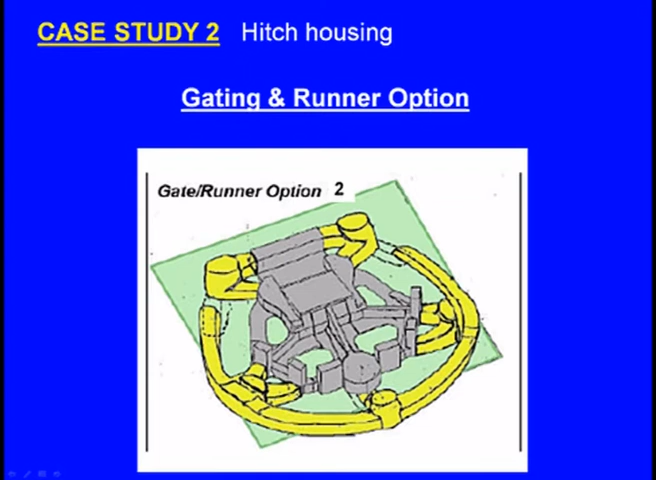 CASE STUDY 2 Hitch housing
Gating & Runner Option
Gate/Runner Option 2